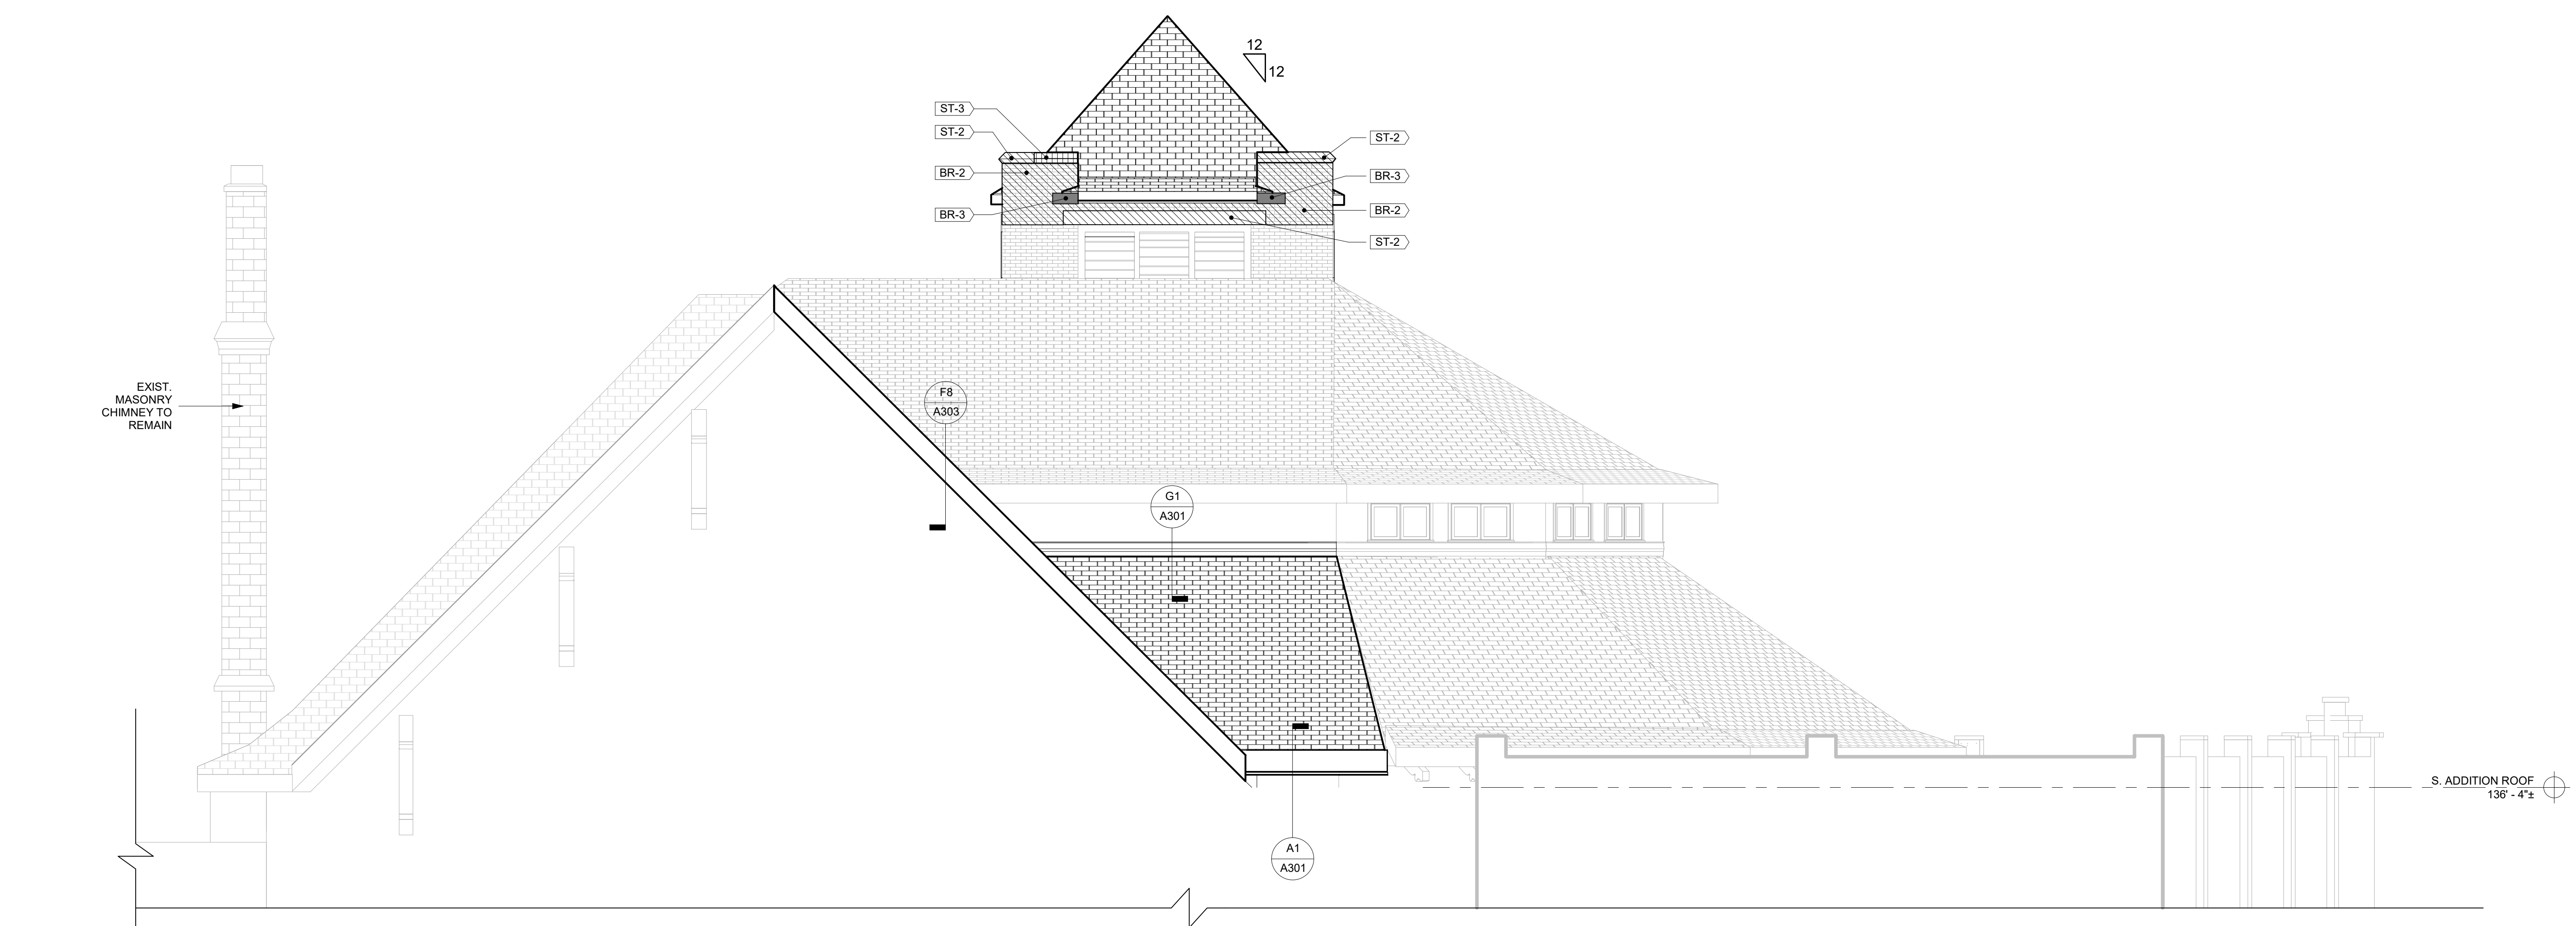 12
12
ST-3
ST-2
ST-2
BR-2
BR-3
BR-3
BR-2
ST-2
EXIST.
MASONRY
CHIMNEY TO
REMAIN
F8
A303
G1
A301
S. ADDITION ROOF
136' - 4"±
A1
A301